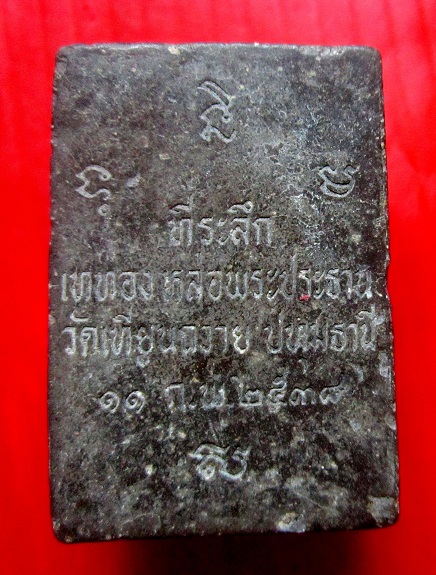 ที่ระลึก
เททอง หล่อพระประธาน
วัดเทียนถวาย ปทุมธานี
๑๑ ก.พ. ๒๕๓๘